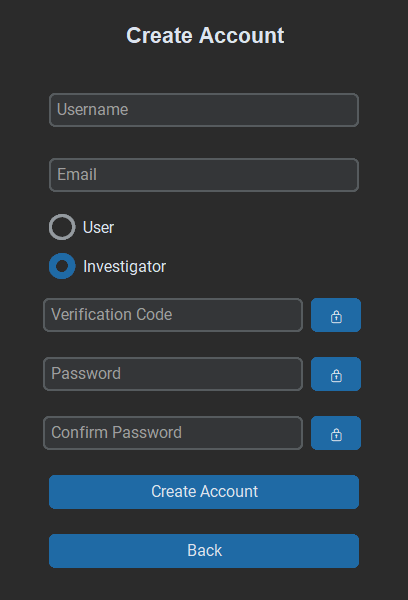 Create Account
Username
Email
User
Investigator
Verification Code
Password
Confirm Password
Create Account
Back